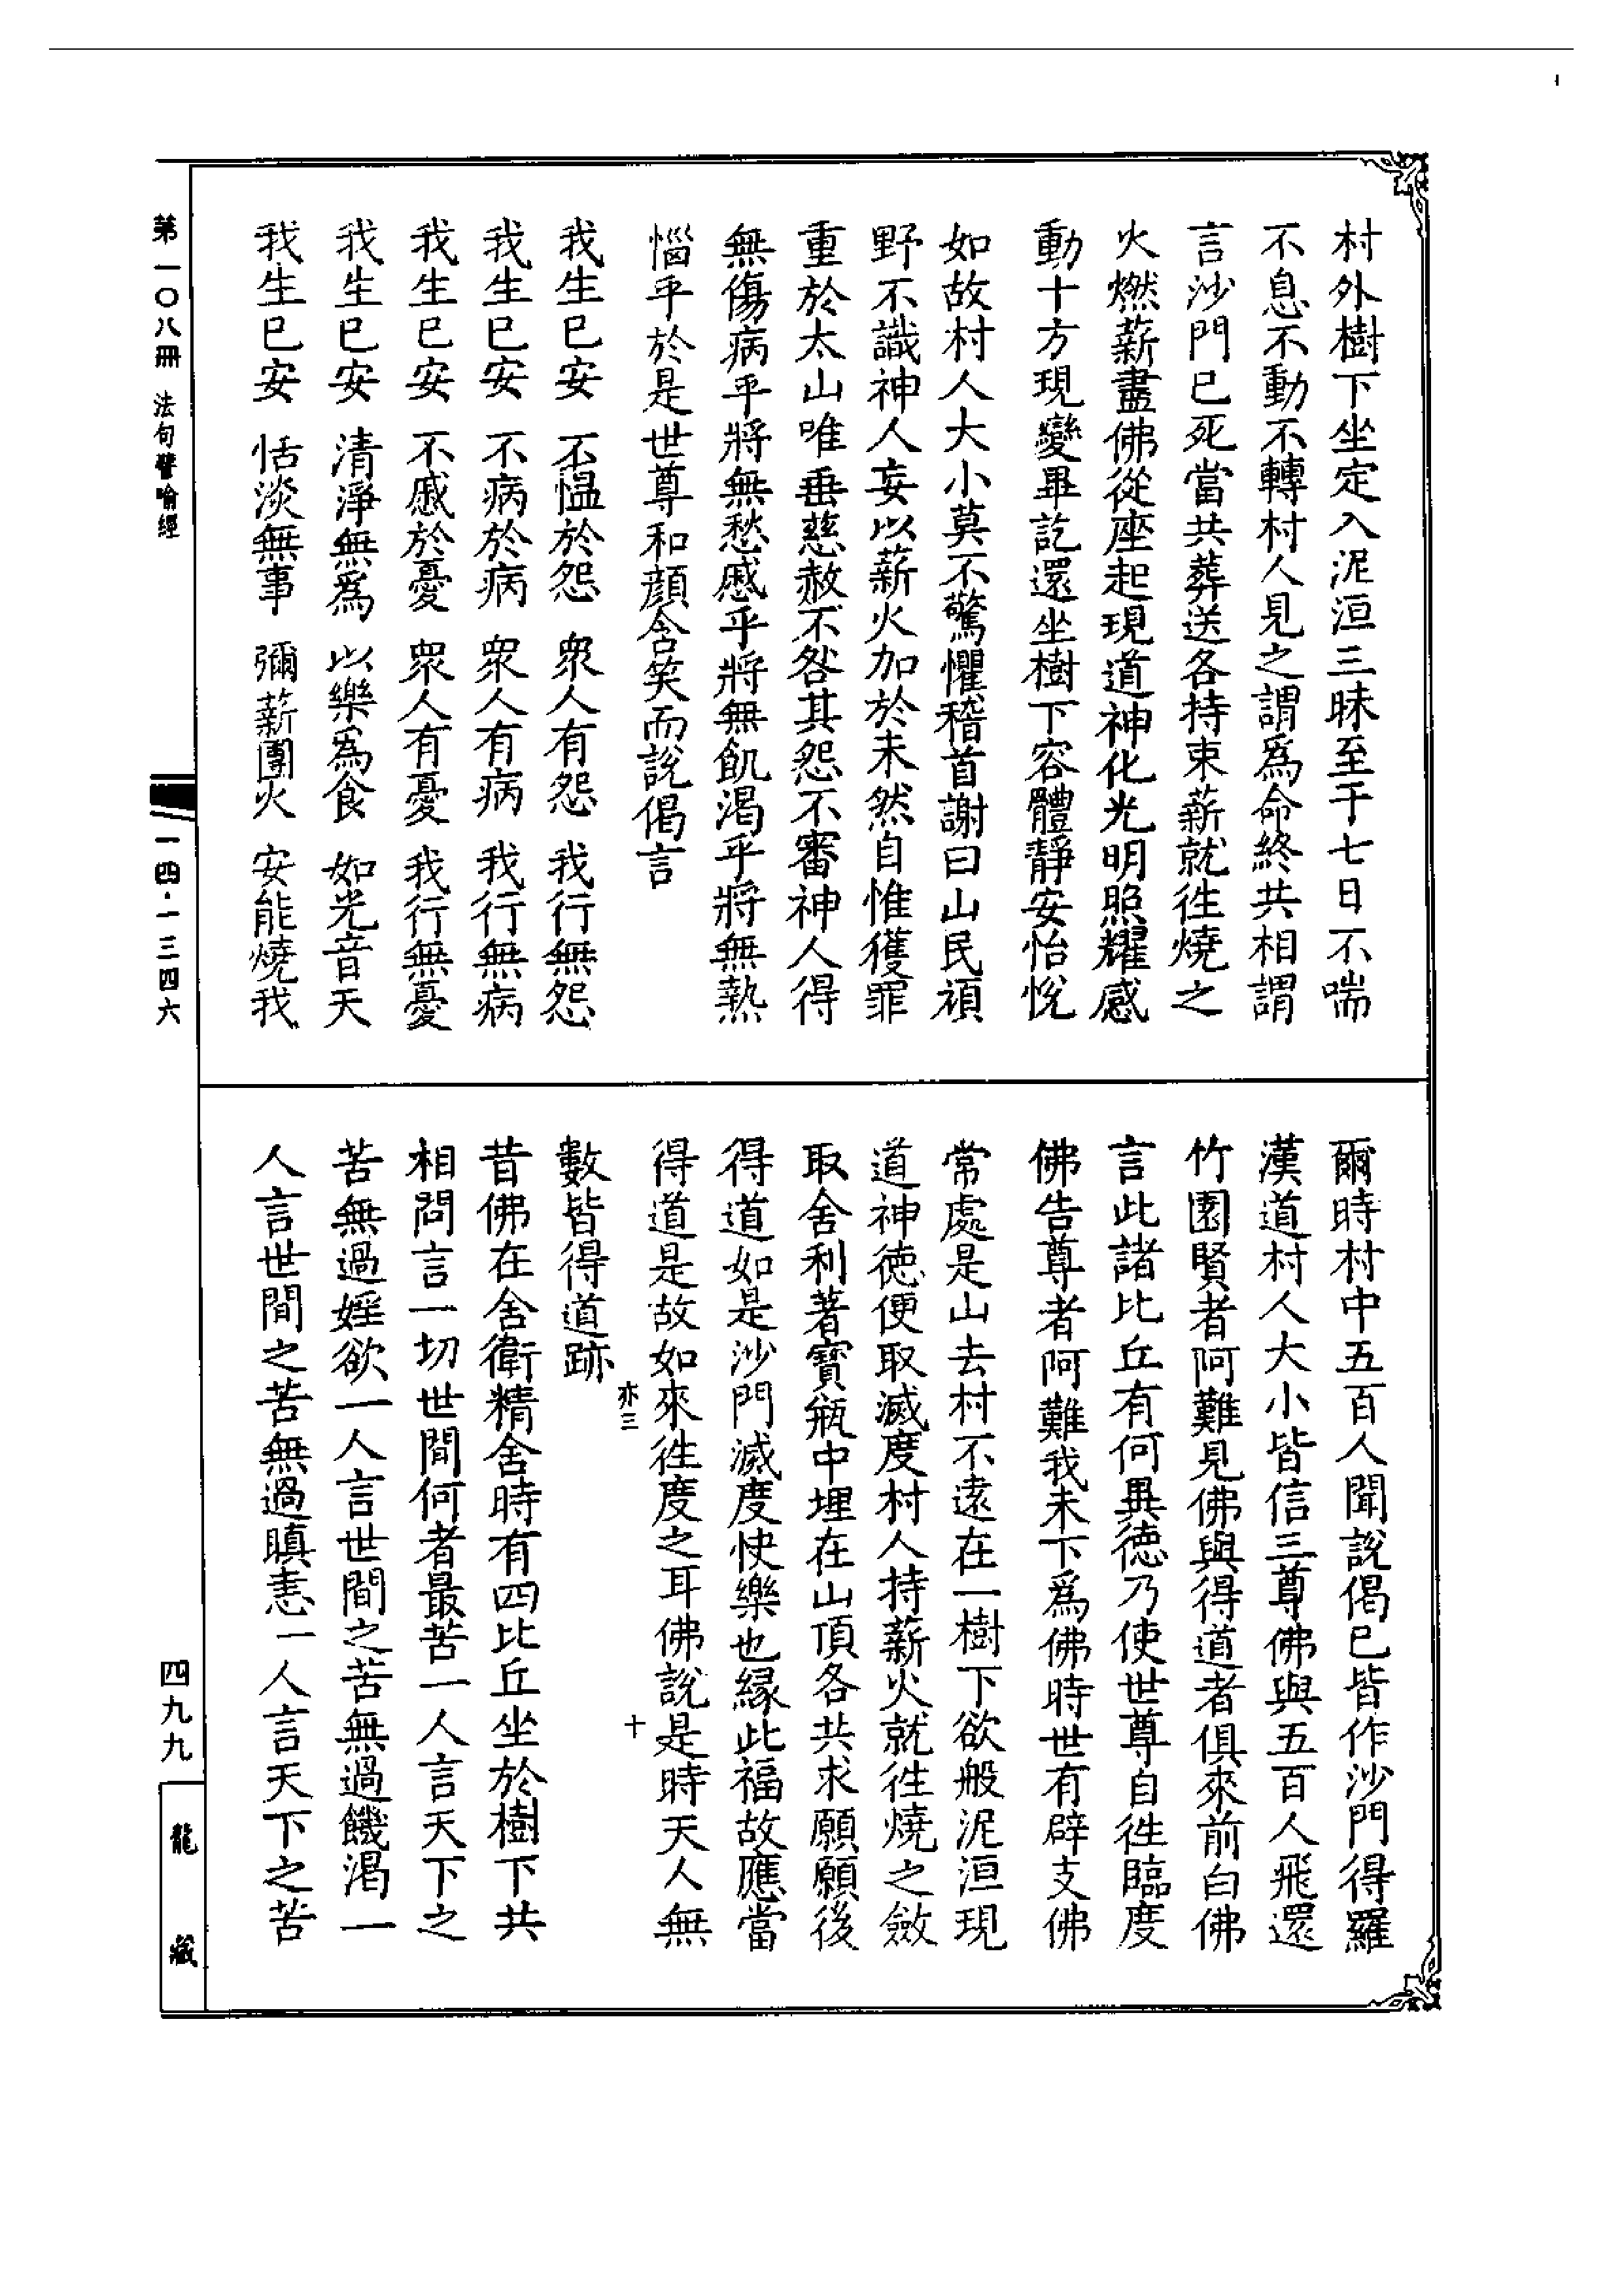 村外樹下坐定入泥洹三昧至于七日不喘
不息不動不轉村人見之謂為命終共相謂
言沙門已死當共葬送各持束薪就往燒之
火燃薪盡佛從座起現道神化光明照耀感
動十方現變畢訖還坐樹下容體靜安怡悅
如故村人大小莫不驚懼稽首謝曰山民頑
野不識神人妄以薪火加於未然自惟獲罪
重於太山唯垂慈赦不咎其怨不審神人得
無傷病乎將無愁慼乎將無飢渴乎將無熱
惱乎於是世尊和顏含笑而說偈言
我生已安 不慍於怨 衆人有怨 我行無怨
我生已安 不病於病 衆人有病 我行無病
我生已安 不慼於憂 衆人有憂 我行無憂
我生已安 清淨無為 以樂為食 如光音天
我生已安 恬淡無事 彌薪團火 安能燒我
爾時村中五百人聞說偈已皆作沙門得羅
漢道村人大小皆信三尊佛與五百人飛還
竹園賢者阿難見佛與得道者俱來前白佛
言此諸比丘有何異德乃使世尊自往臨度
佛告尊者阿難我未下為佛時世有辟支佛
常處是山去村不遠在一樹下欲般泥洹現
道神德便取滅度村人持薪火就往燒之斂
取舍利著寶瓶中埋在山頂各共求願願後
得道如是沙門滅度快樂也緣此福故應當
得道是故如來往度之耳佛說是時天人無
亦三 十
數皆得道跡
昔佛在舍衛精舍時有四比丘坐於樹下共
相問言一切世間何者最苦一人言天下之
苦無過婬欲一人言世間之苦無過饑渴一
人言世間之苦無過瞋恚一人言天下之苦
第一〇八冊 法句譬喻經
一四·一三四六
四九九
龍藏